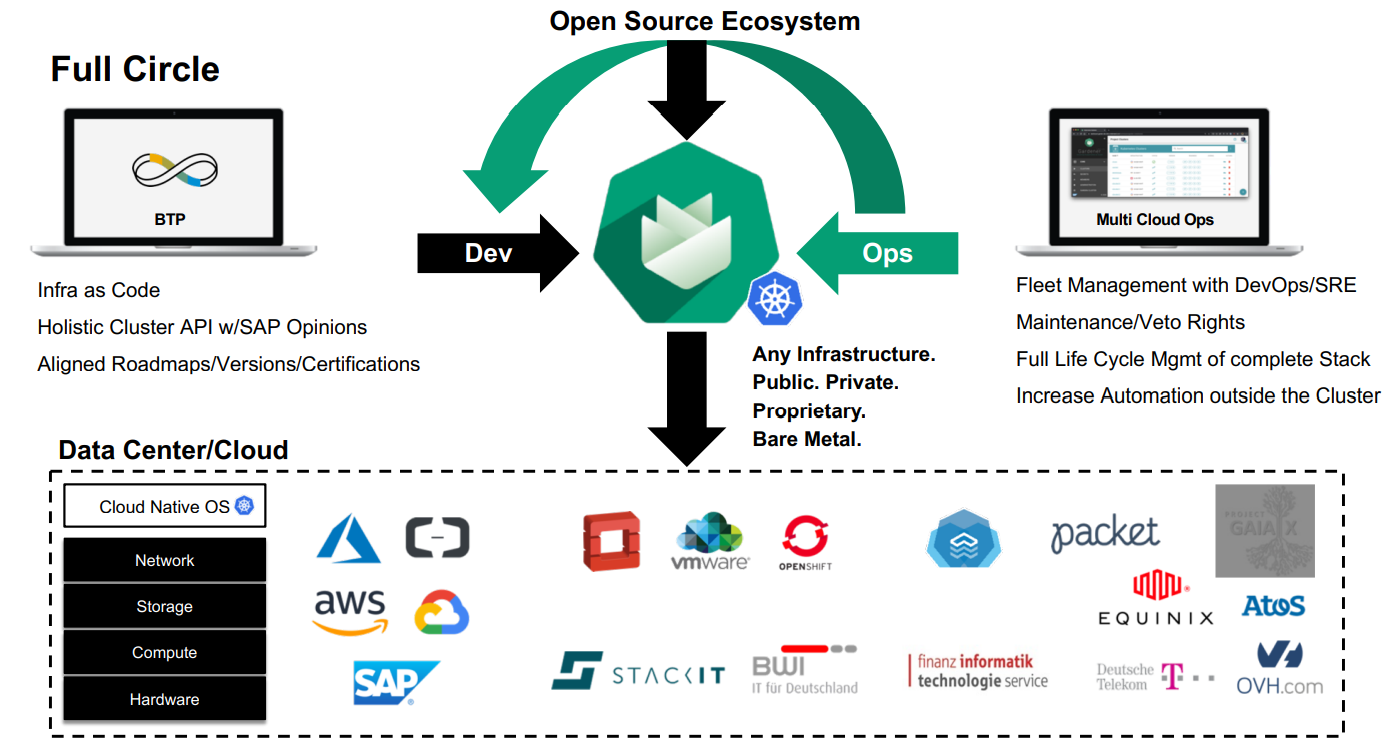 Open Source Ecosystem
Full Circle
BTP
Dev
Ops
Multi Cloud Ops
Infra as Code
Holistic Cluster API w/SAP Opinions
Aligned Roadmaps/Versions/Certifications
Fleet Management with DevOps/SRE
Maintenance/Veto Rights
Full Life Cycle Mgmt of complete Stack
Increase Automation outside the Cluster
Any Infrastructure.
Public. Private.
Proprietary.
Bare Metal.
Data Center/Cloud
Cloud Native OS
Network
Storage
Compute
Hardware
aws
SAP
vmware
OPENSHIFT
packet
PROJECT
GAIA X
EQUINIX
Atos
STACKIT
BWI
IT für Deutschland
finanz informatik
technologie service
Deutsche
Telekom T
OVH.com